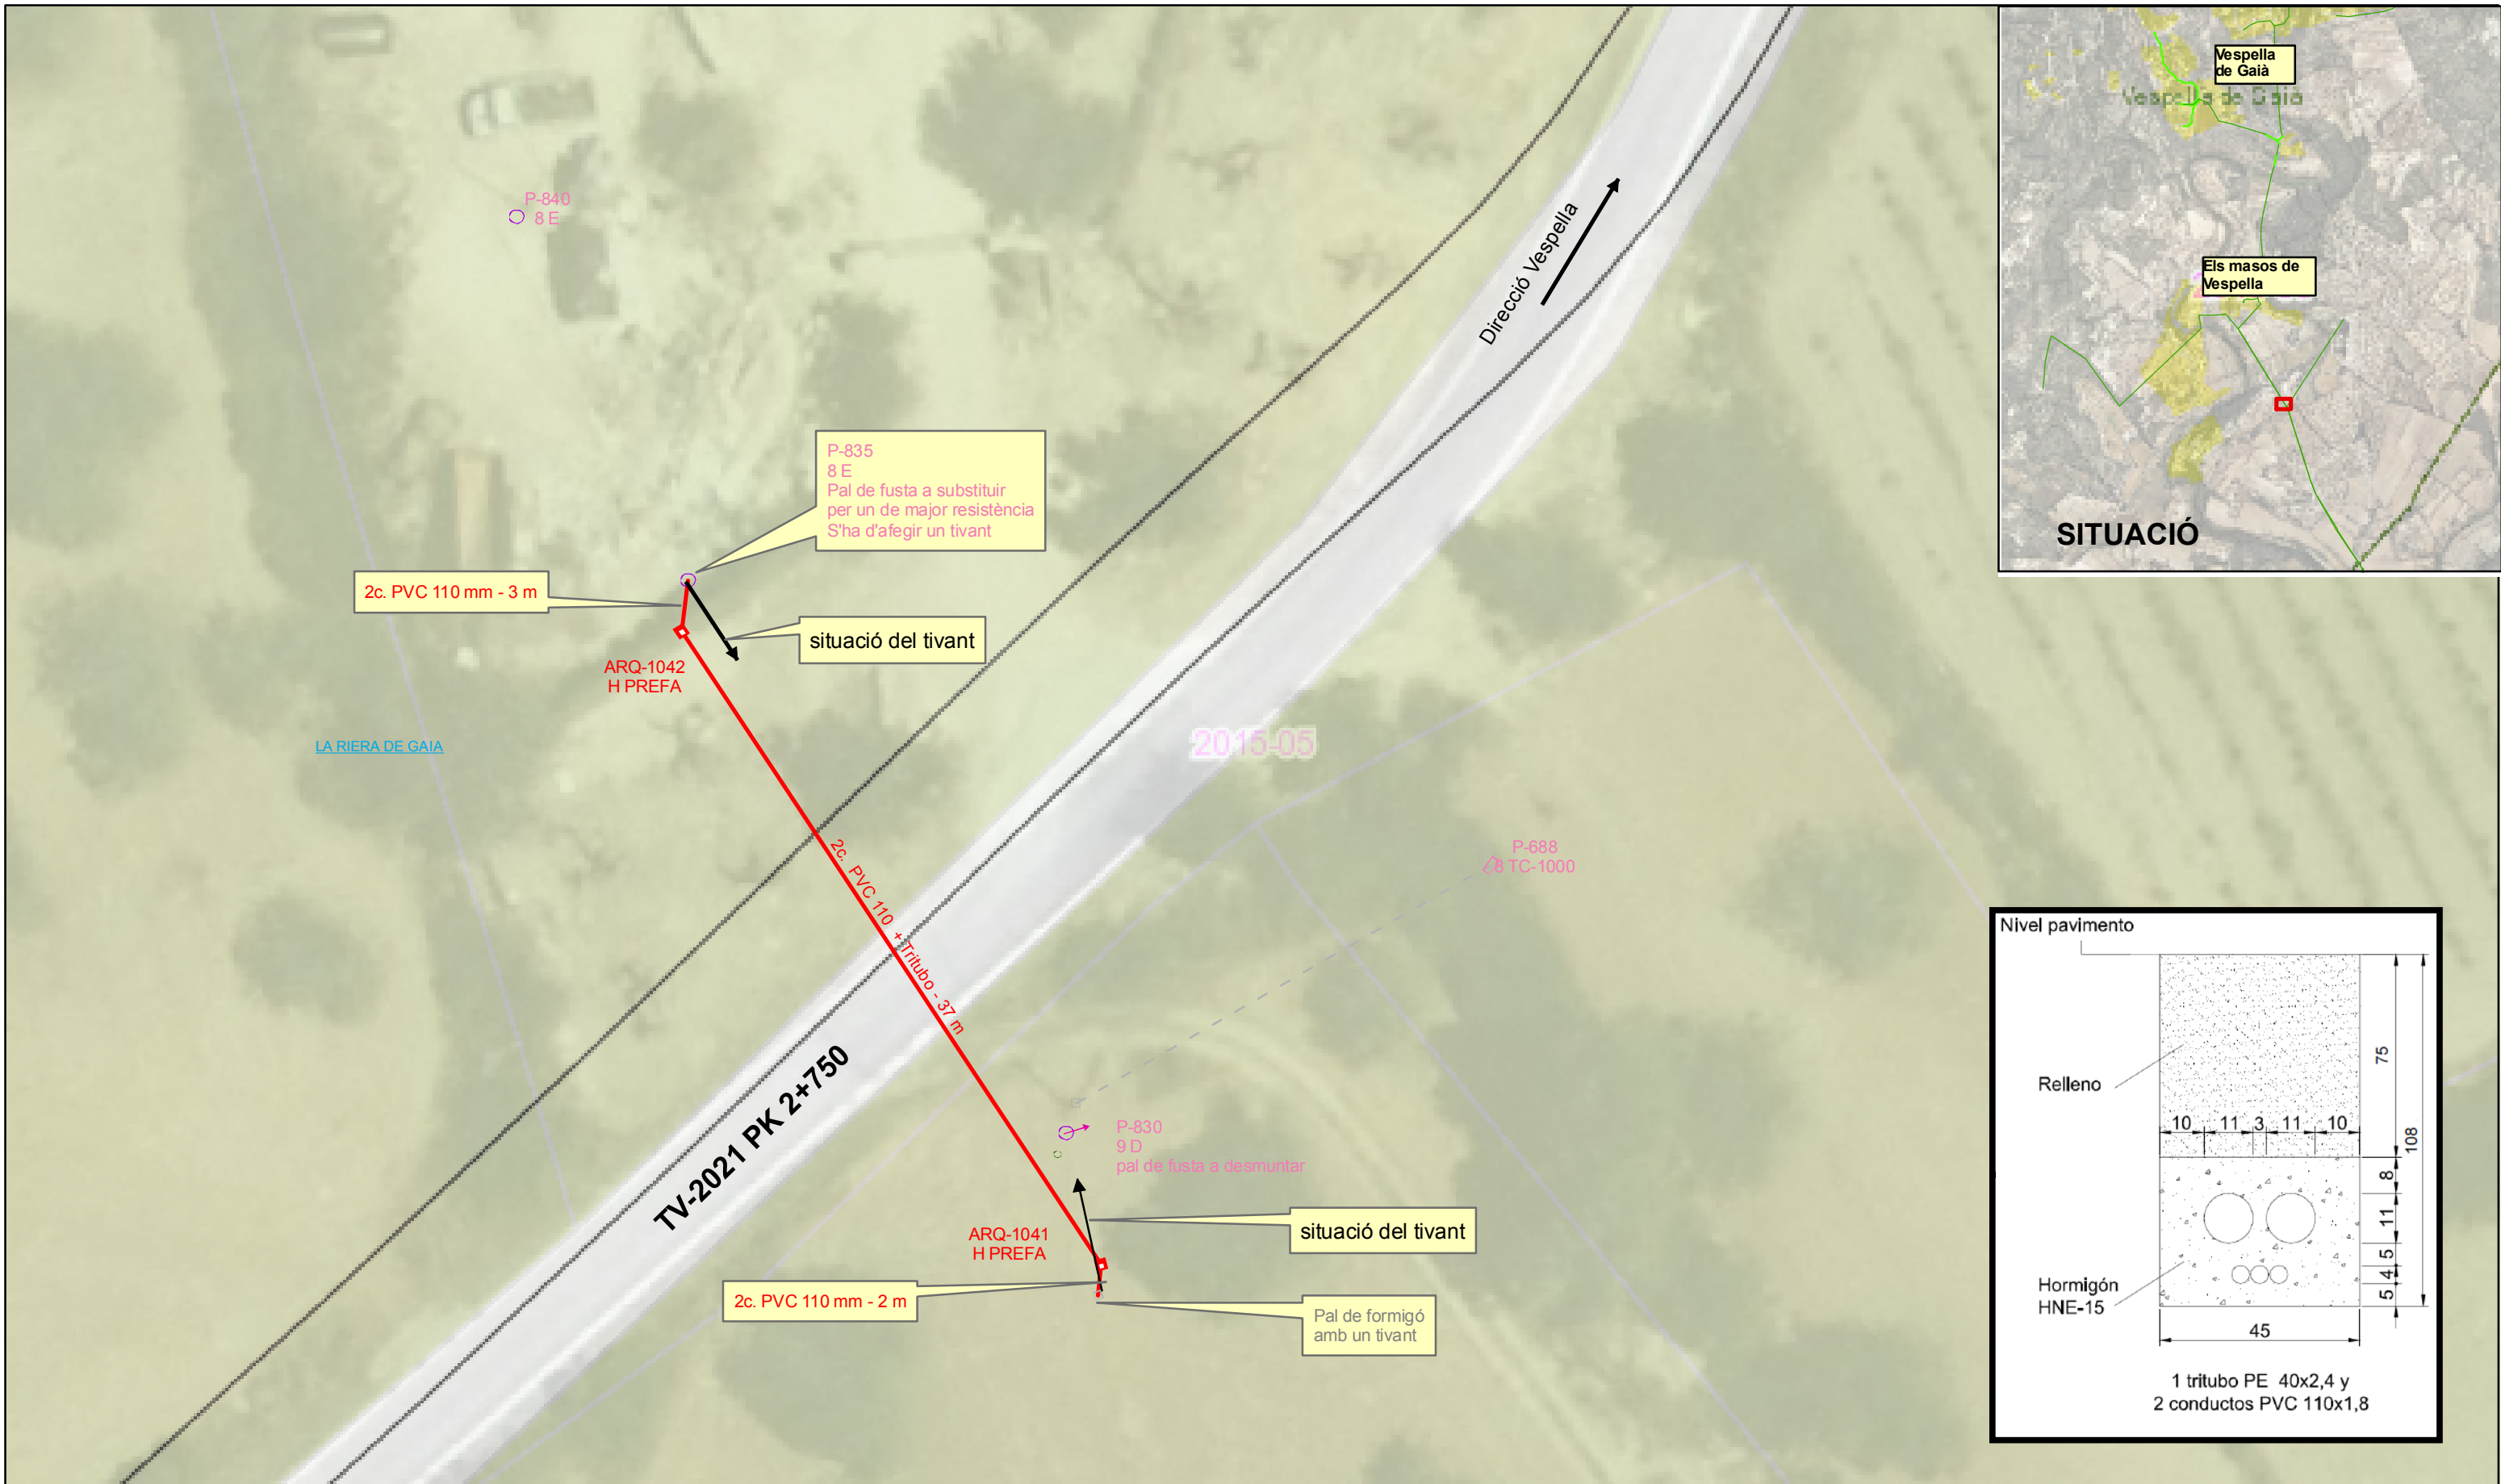 Vespella
de Gaià
Vespella de Gaià
Els masos de
Vespella
SITUACIÓ
P-840
8 E
Direcció Vespella
P-835
8 E
Pal de fusta a substituir
per un de major resistència
S'ha d'afegir un tivant
2c. PVC 110 mm - 3 m
situació del tivant
ARQ-1042
H PREFA
LA RIERA DE GAIA
2015-05
2c. PVC 110 + Tritubo - 37 m
P-688
8 TC-1000
TV-2021 PK 2+750
P-830
9 D
pal de fusta a desmuntar
ARQ-1041
H PREFA
situació del tivant
2c. PVC 110 mm - 2 m
Pal de formigó
amb un tivant
Nivel pavimento
Relleno
75
108
10 11 3 11 10
8
11
5
4
5
Hormigón
HNE-15
45
1 tritubo PE 40x2,4 y
2 conductos PVC 110x1,8